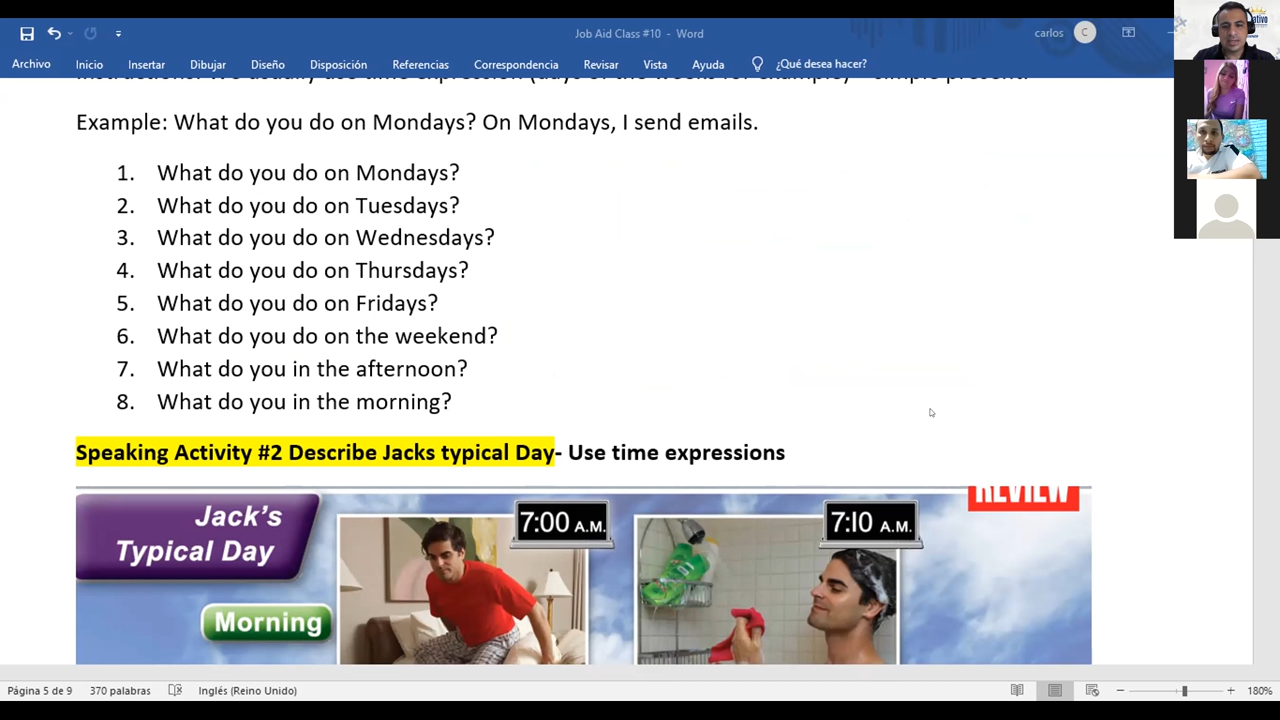 Job Aid Class #10 - Word
carlos
C
Archivo Inicio Insertar Dibujar Diseño Disposición Referencias Correspondencia Revisar Vista Ayuda ¿Qué desea hacer?
Example: What do you do on Mondays? On Mondays, I send emails.
1. What do you do on Mondays?
2. What do you do on Tuesdays?
3. What do you do on Wednesdays?
4. What do you do on Thursdays?
5. What do you do on Fridays?
6. What do you do on the weekend?
7. What do you in the afternoon?
8. What do you in the morning?
Speaking Activity #2 Describe Jacks typical Day- Use time expressions
REVIEW
Jack's
Typical Day
7:00 A.M.
7:10 A.M.
Morning
Página 5 de 9 370 palabras Inglés (Reino Unido) 180%